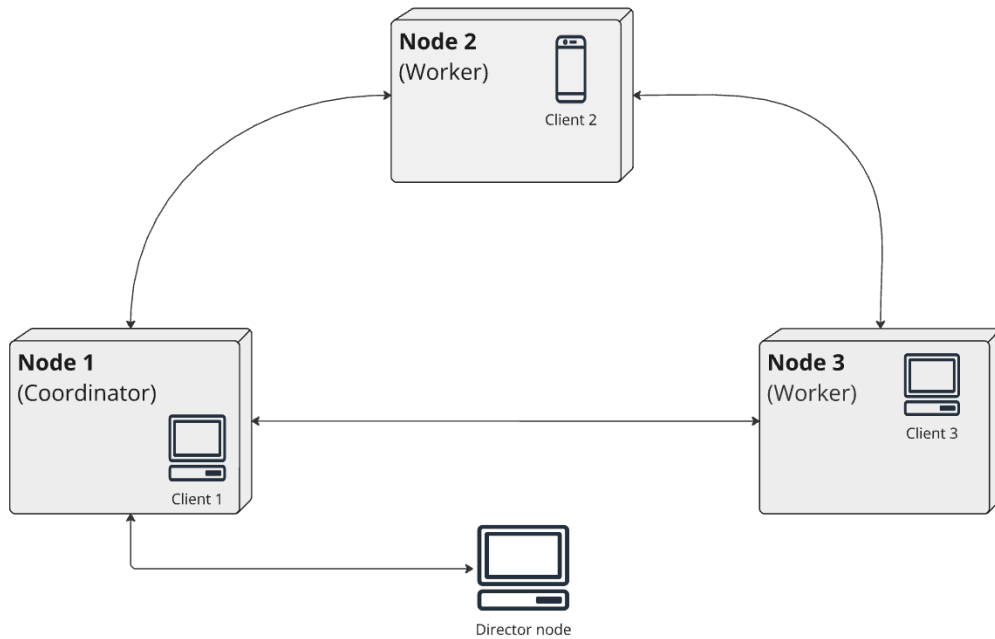 Node 2
(Worker)
Client 2
Node 1
(Coordinator)
Client 1
Node 3
(Worker)
Client 3
Director node